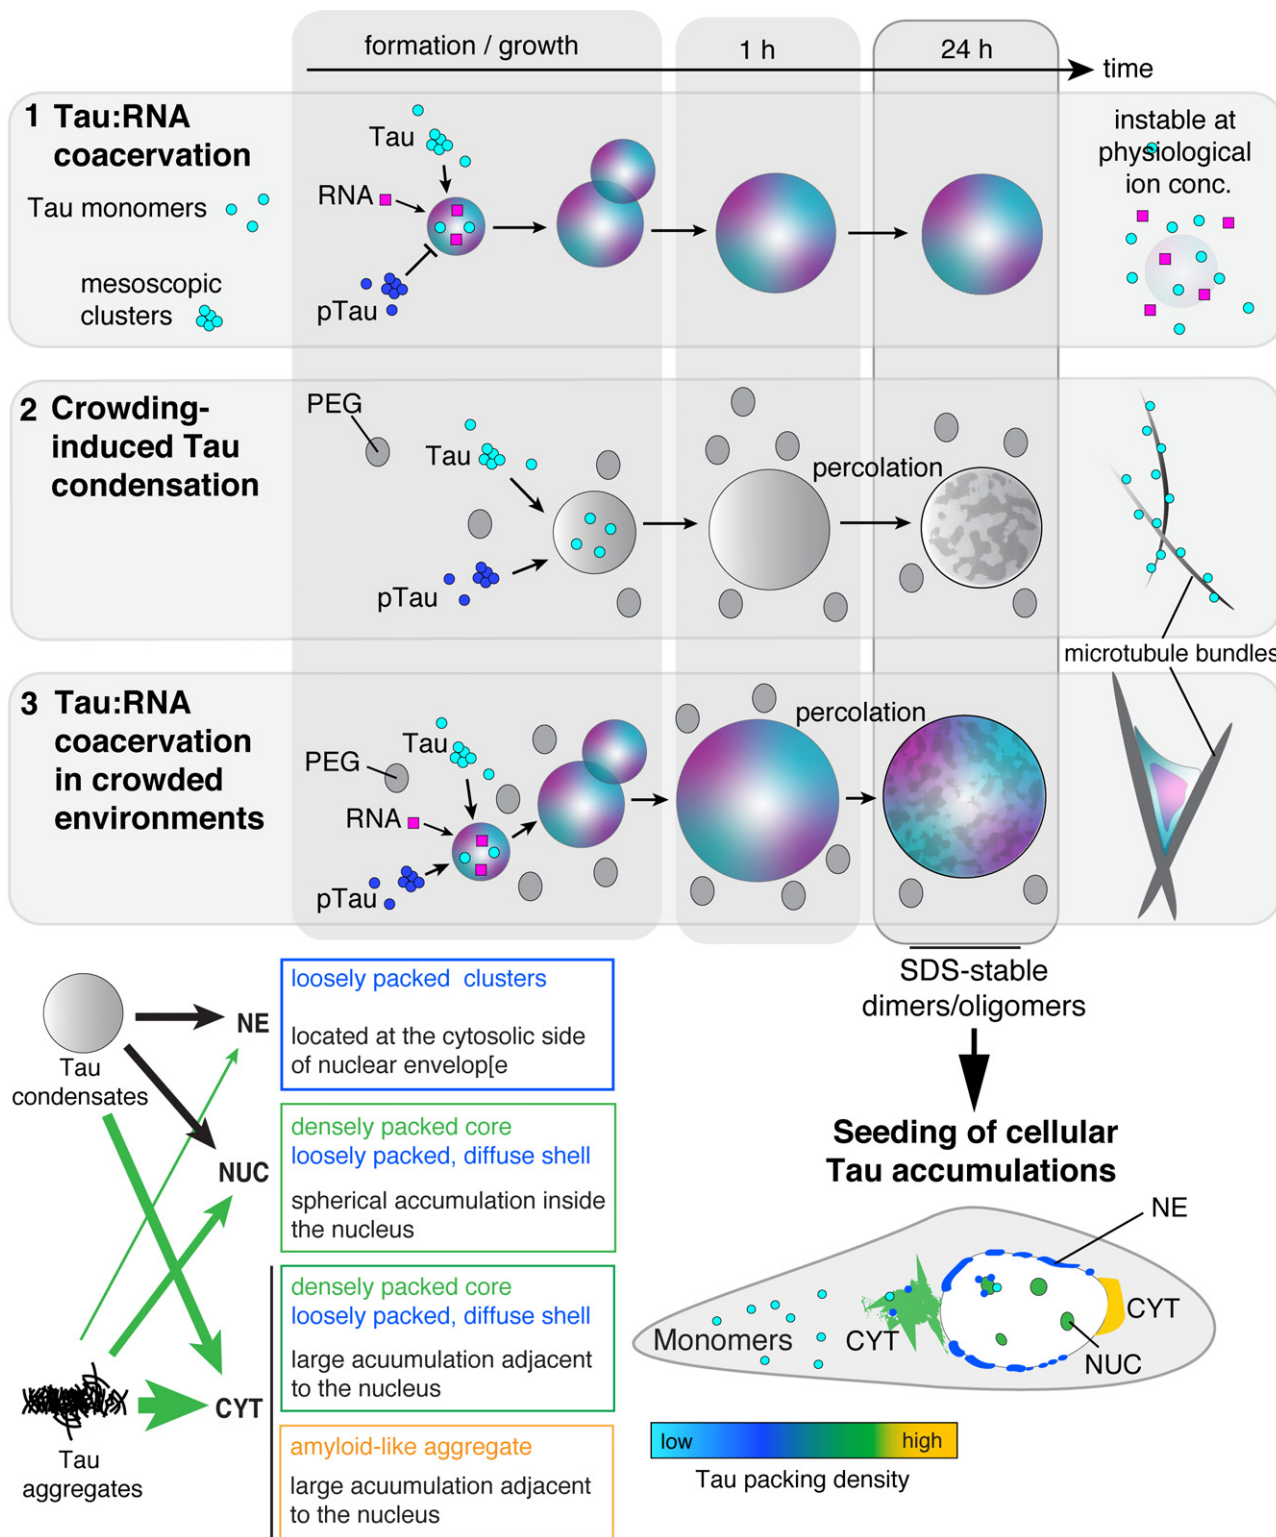 formation / growth
1 h
24 h
time
1 Tau:RNA
coacervation
Tau monomers
mesoscopic
clusters
Tau
RNA
pTau
instable at
physiological
ion conc.
2 Crowding-
induced Tau
condensation
PEG
Tau
pTau
percolation
microtubule bundles
3 Tau:RNA
coacervation
in crowded
environments
PEG
Tau
RNA
pTau
percolation
SDS-stable
dimers/oligomers
Seeding of cellular
Tau accumulations
Tau
condensates
NE
NUC
CYT
Tau
aggregates
loosely packed clusters
located at the cytosolic side
of nuclear envelop[e
densely packed core
loosely packed, diffuse shell
spherical accumulation inside
the nucleus
densely packed core
loosely packed, diffuse shell
large acuumulation adjacent
to the nucleus
amyloid-like aggregate
large acuumulation adjacent
to the nucleus
NE
Monomers
CYT
CYT
NUC
low
high
Tau packing density